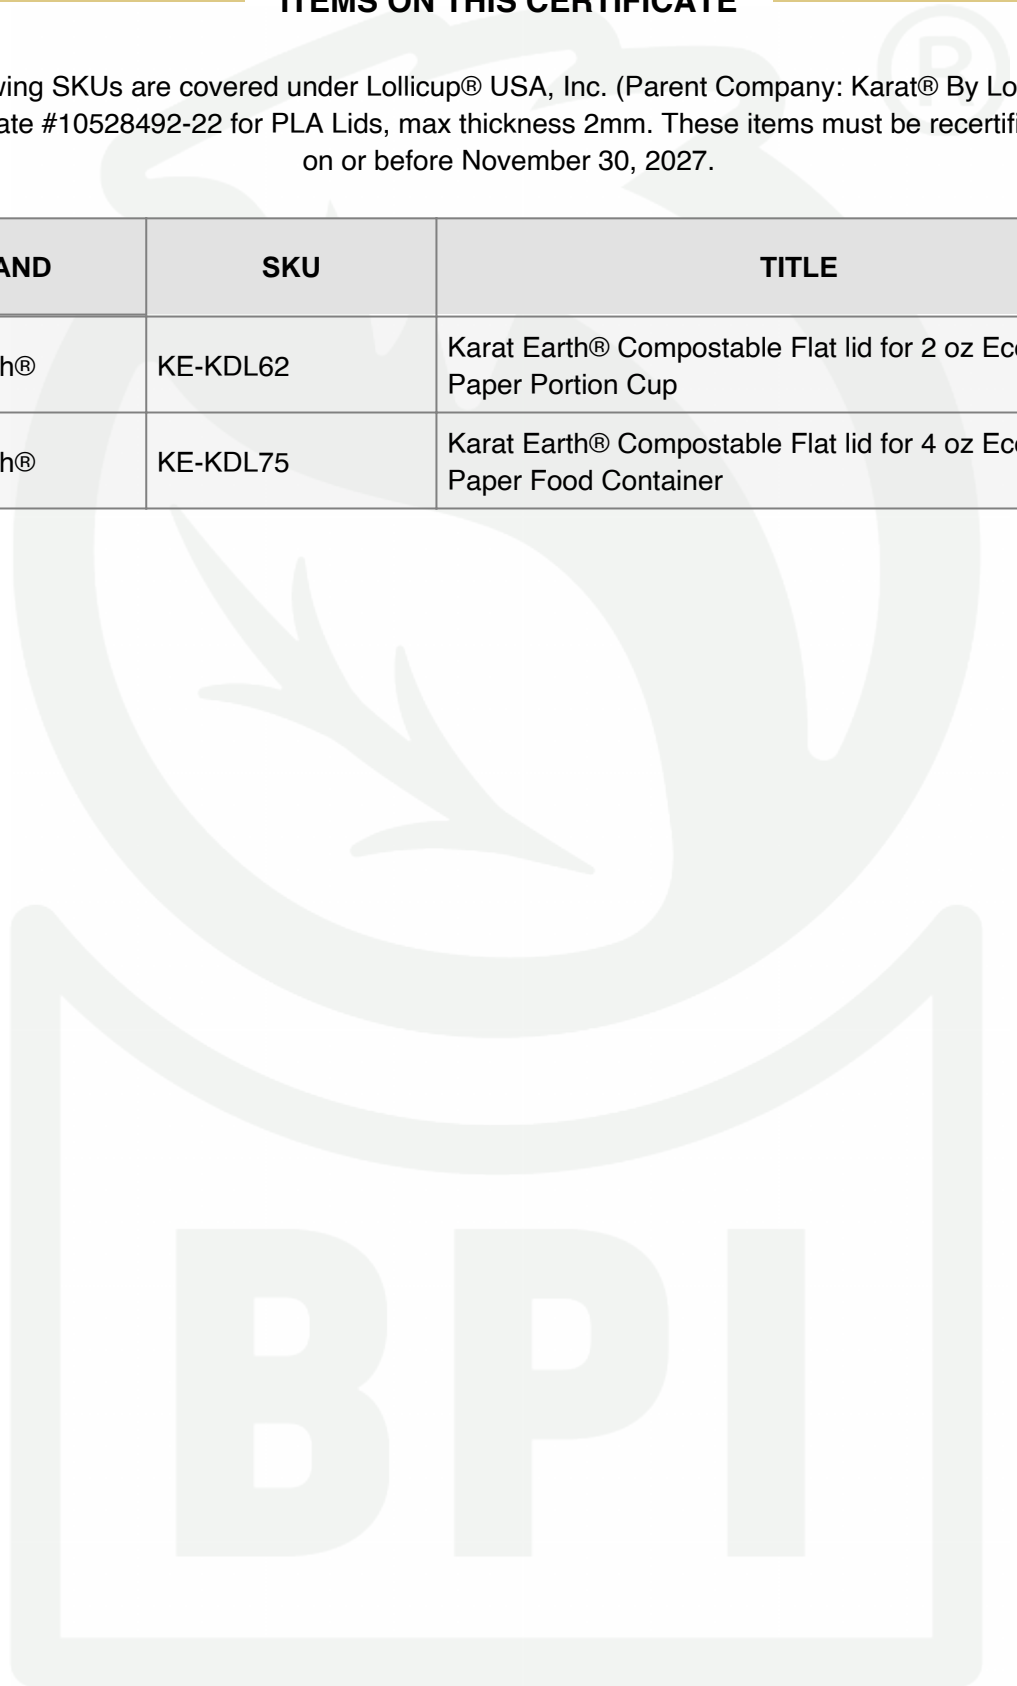 ITEMS ON THIS CERTIFICATE
wing SKUs are covered under Lollicup® USA, Inc. (Parent Company: Karat® By Lo
ate #10528492-22 for PLA Lids, max thickness 2mm. These items must be recertifi
on or before November 30, 2027.
AND SKU TITLE
h® KE-KDL62 Karat Earth® Compostable Flat lid for 2 oz Ec
Paper Portion Cup
h® KE-KDL75 Karat Earth® Compostable Flat lid for 4 oz Ec
Paper Food Container
®
BPI